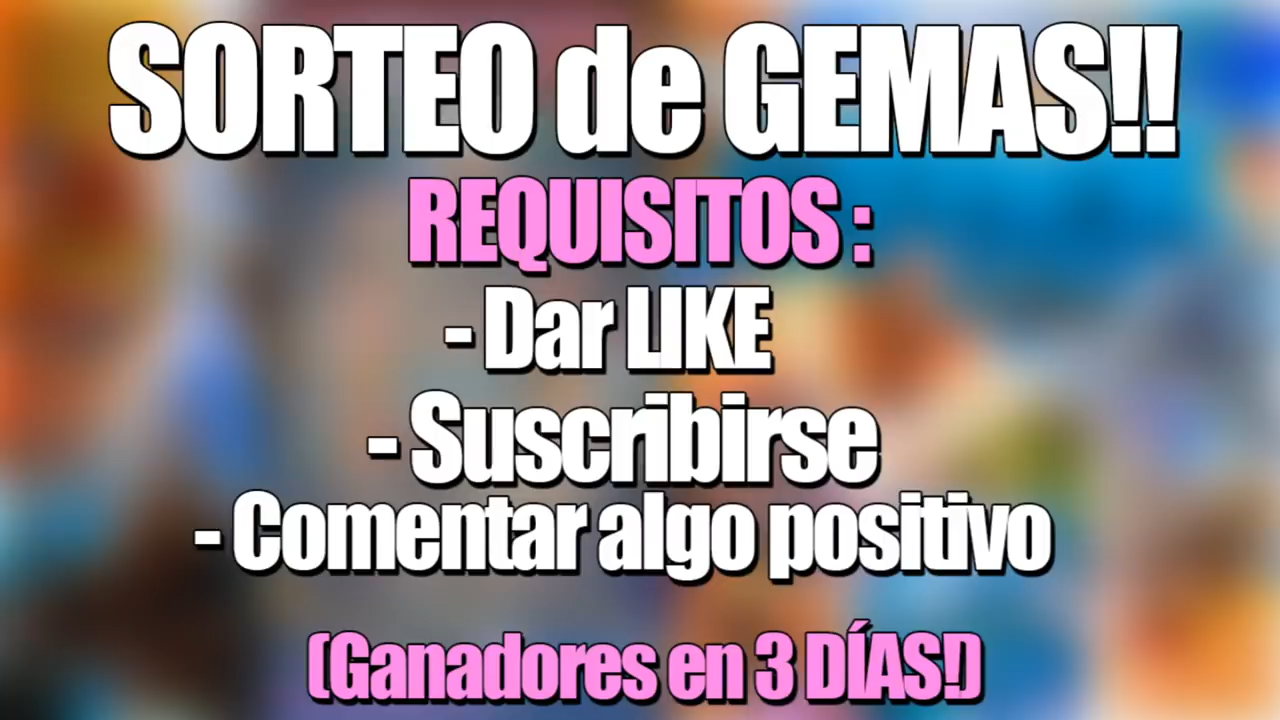 SORTEO de GEMAS!!
REQUISITOS :
- Dar LIKE
- Suscribirse
- Comentar algo positivo
(Ganadores en 3 DÍAS!)